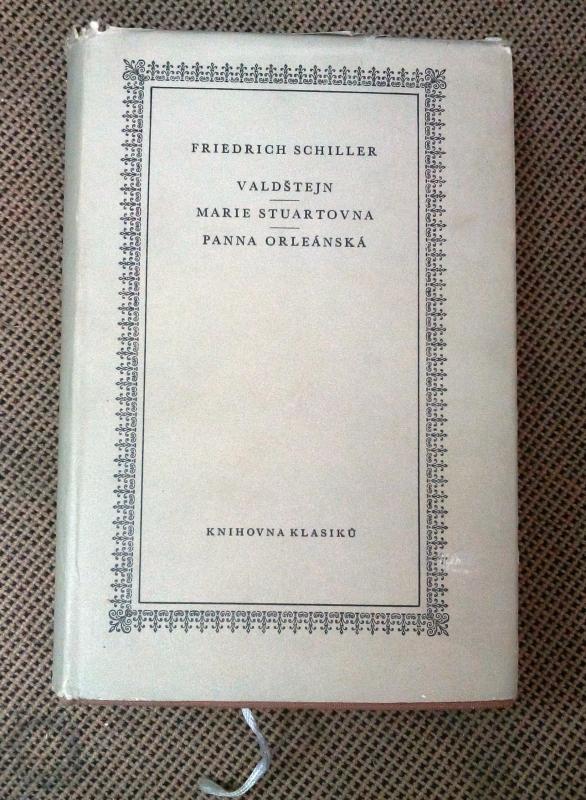 FRIEDRICH SCHILLER
VALDŠTEJN
MARIE STUARTOVNA
PANNA ORLEÁNSKÁ
KNIHOVNA KLASIKŮ